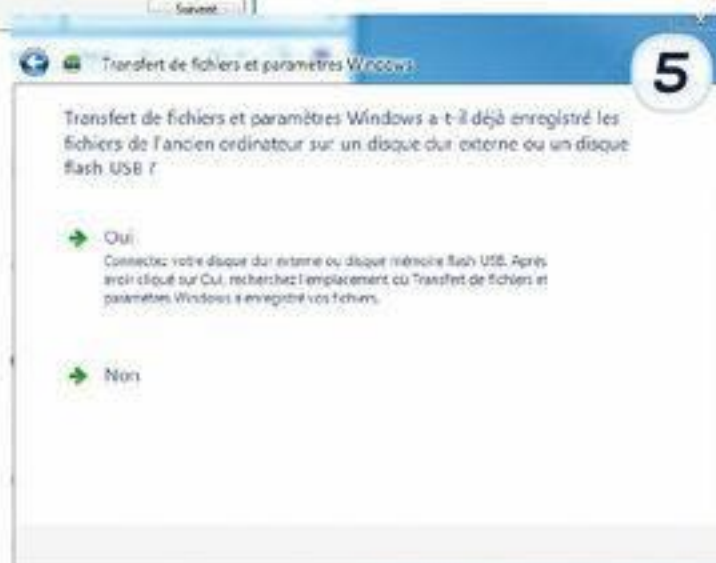 Suivant
Transfert de fichiers et paramètres Windows
5
Transfert de fichiers et paramètres Windows a-t-il déjà enregistré les
fichiers de l'ancien ordinateur sur un disque dur externe ou un disque
flash USB ?
Oui
Connectez votre disque dur externe ou disque mémoire flash USB. Après
avoir cliqué sur Oui, recherchez l'emplacement où Transfert de fichiers et
paramètres Windows a enregistré vos fichiers.
Non